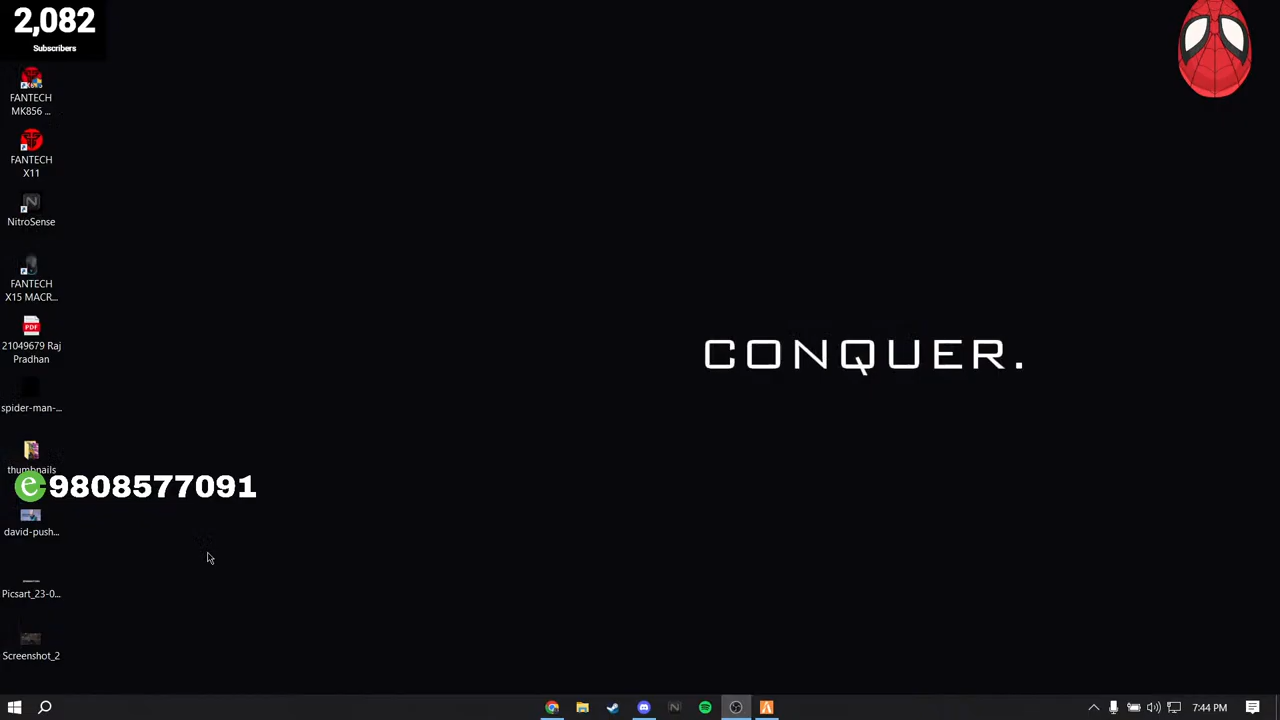 2,082
Subscribers
FANTECH
MK856 ...
FANTECH
X11
NitroSense
FANTECH
X15 MACR...
PDF
21049679 Raj
Pradhan
spider-man-...
thumbnails
e-9808577091
david-push...
Picsart_23-0...
Screenshot_2
CONQUER.
7:44 PM